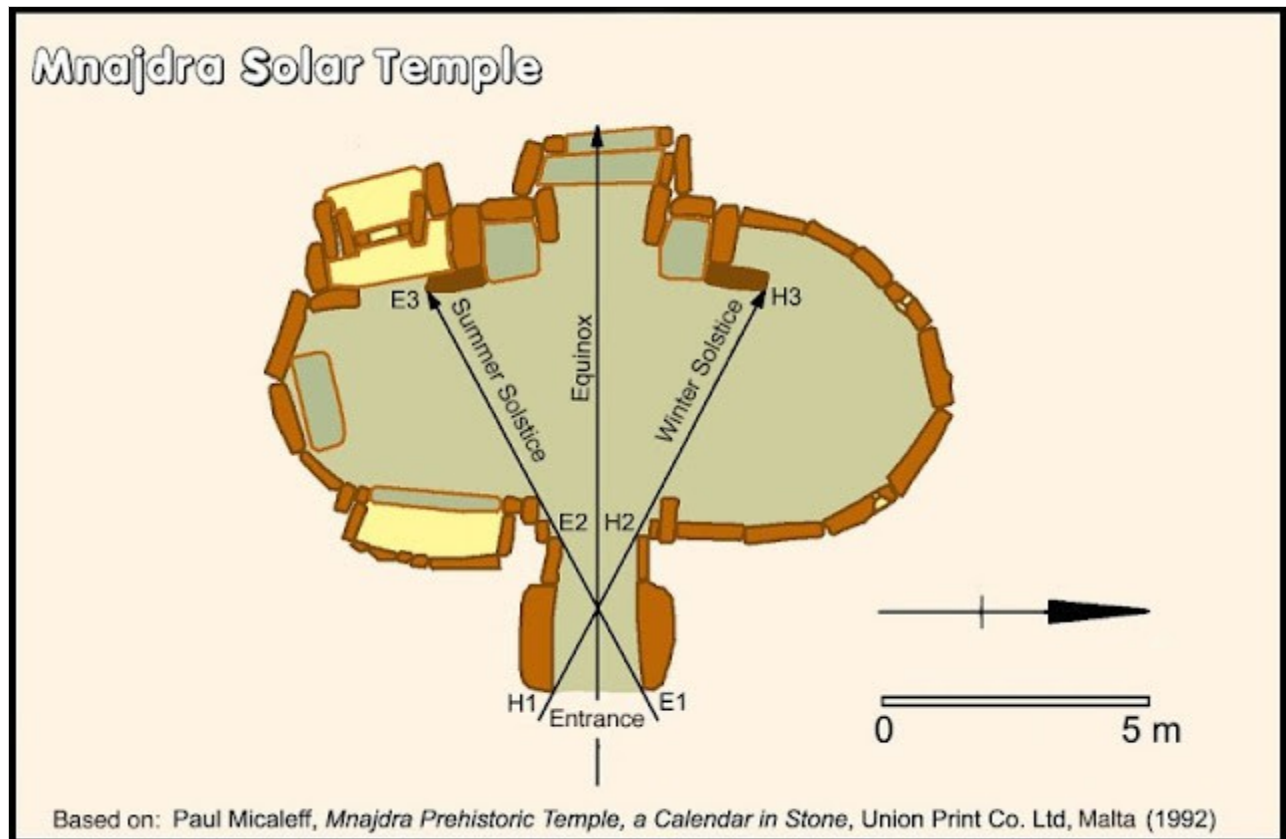 Mnajdra Solar Temple
E3
H3
Summer Solstice
Equinox
Winter Solstice
E2
H2
H1
E1
Entrance
0
5 m
Based on: Paul Micaleff, Mnajdra Prehistoric Temple, a Calendar in Stone, Union Print Co. Ltd, Malta (1992)